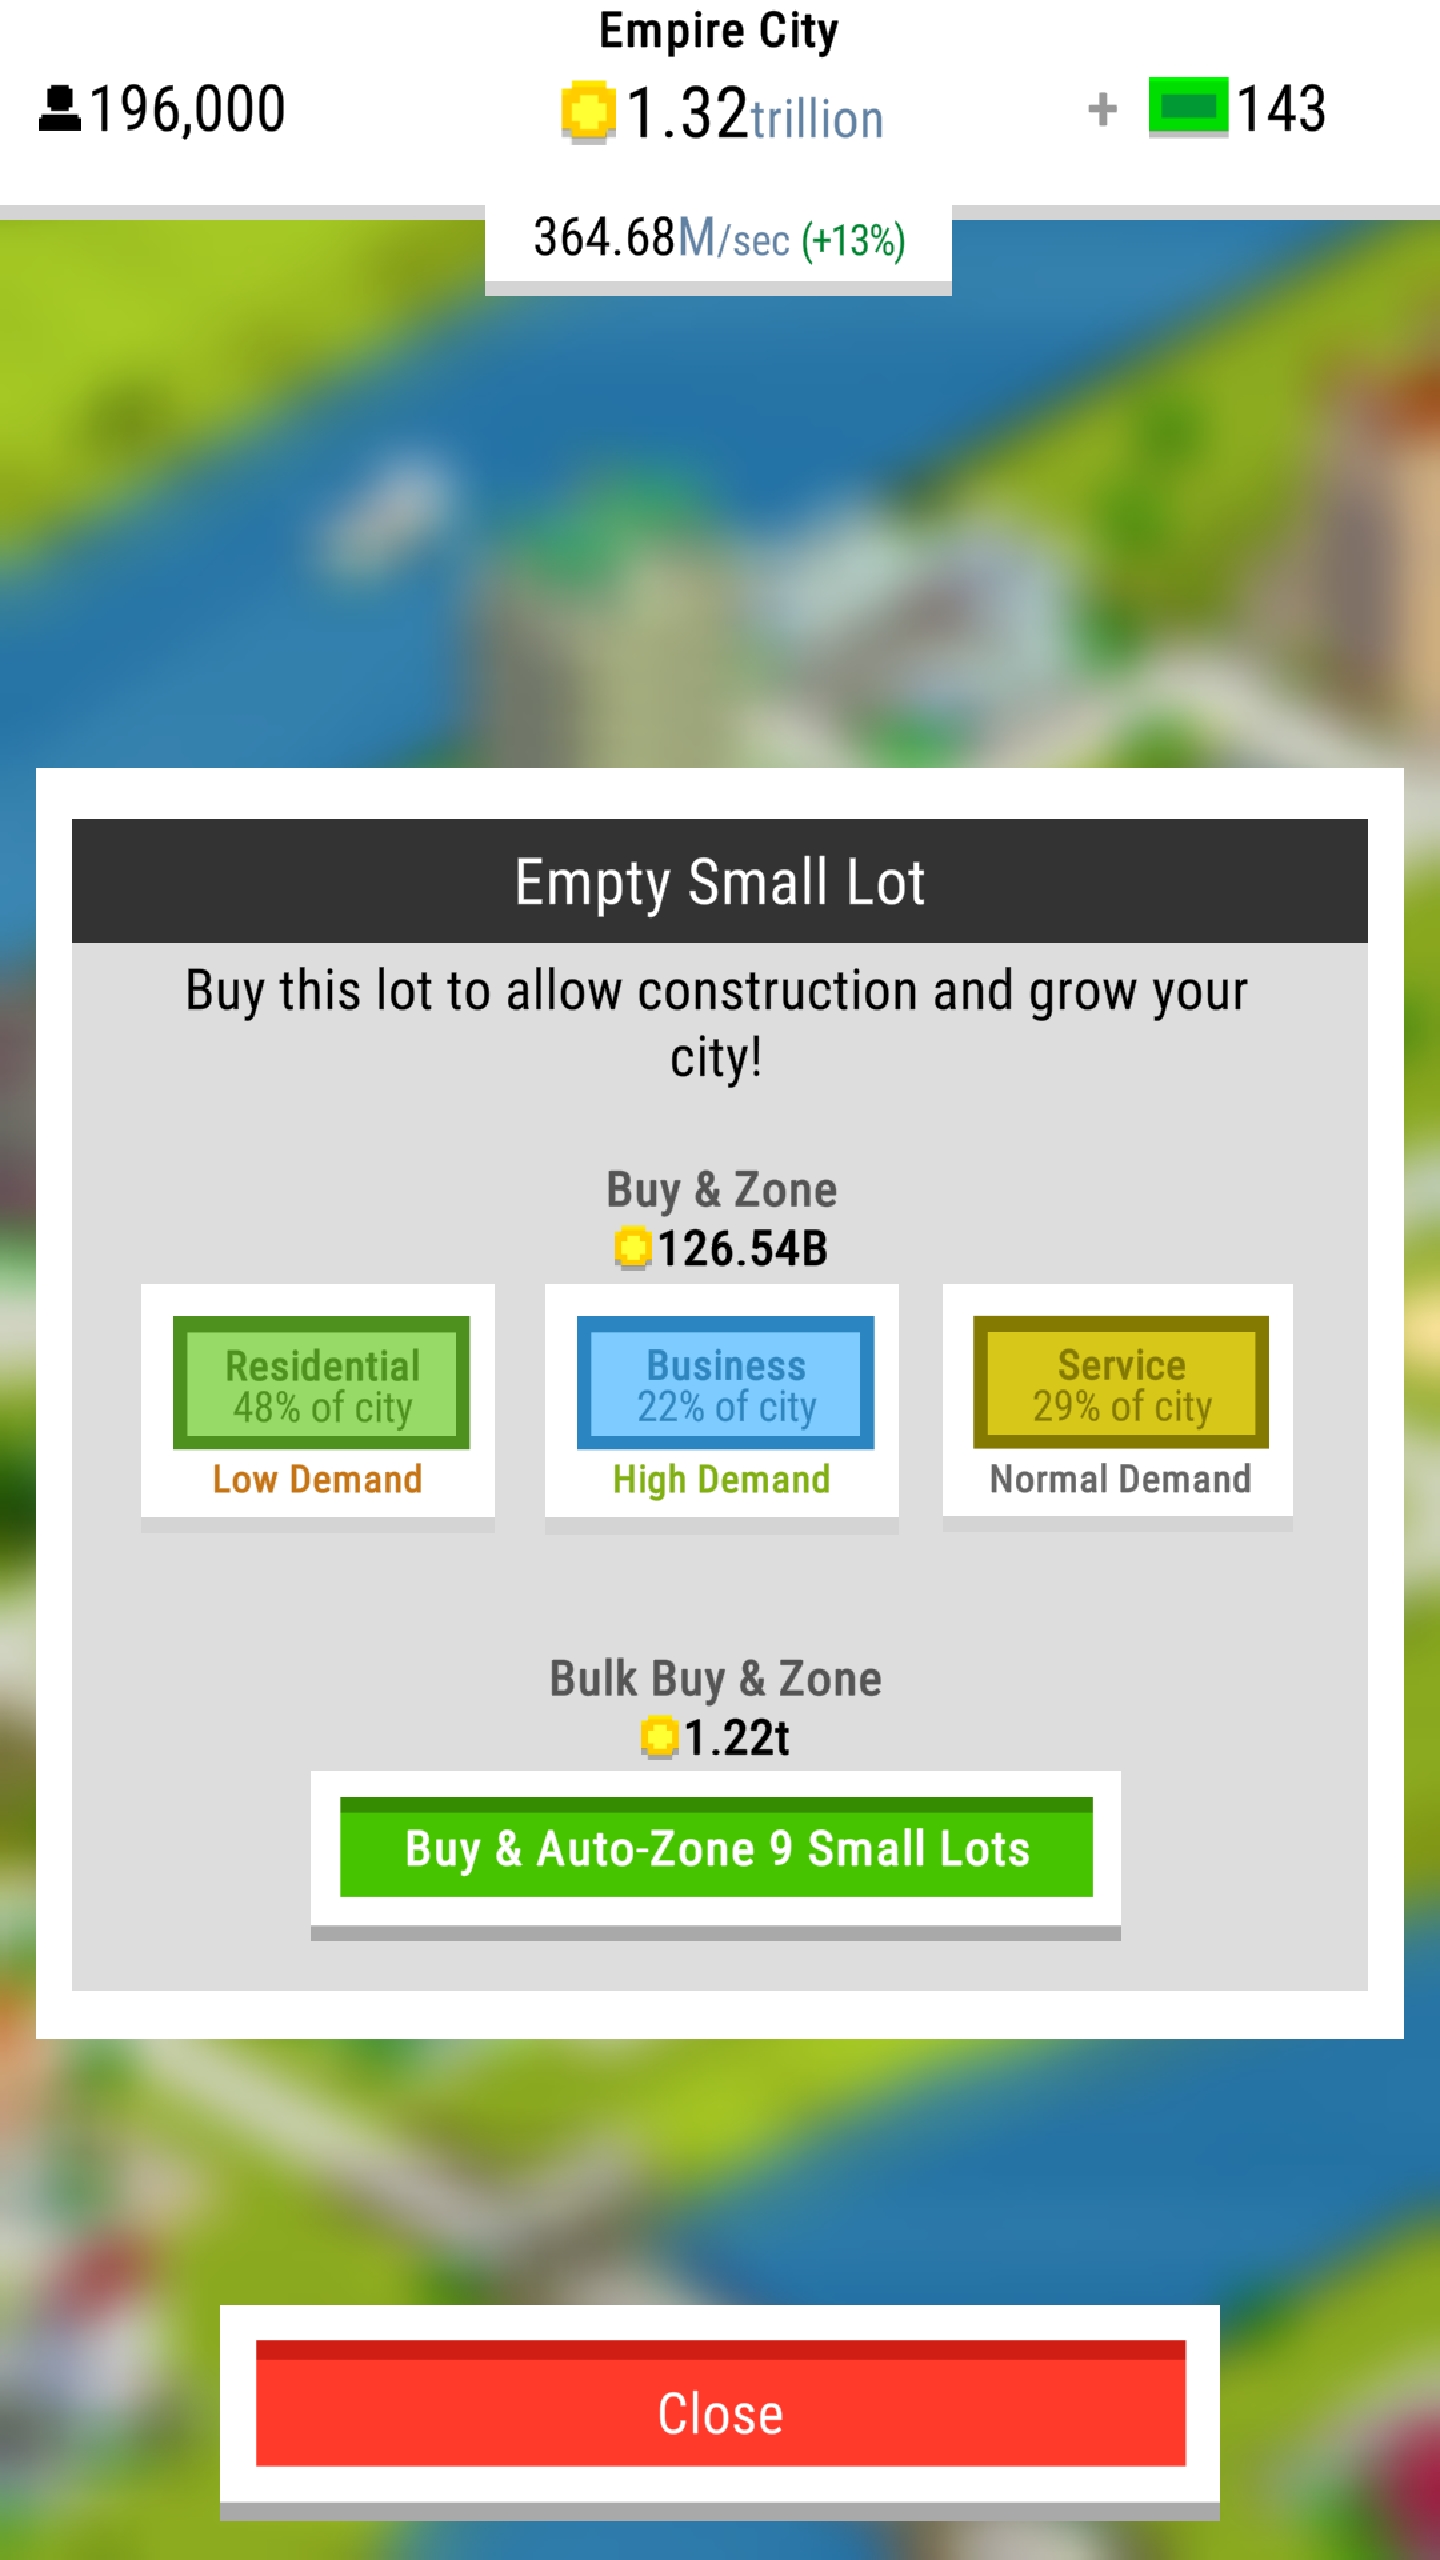 Empire City
196,000 1.32trillion + 143
364.68M/sec (+13%)
Empty Small Lot
Buy this lot to allow construction and grow your
city!
Buy & Zone
126.54B
Residential Business Service
48% of city 22% of city 29% of city
Low Demand High Demand Normal Demand
Bulk Buy & Zone
1.22t
Buy & Auto-Zone 9 Small Lots
Close